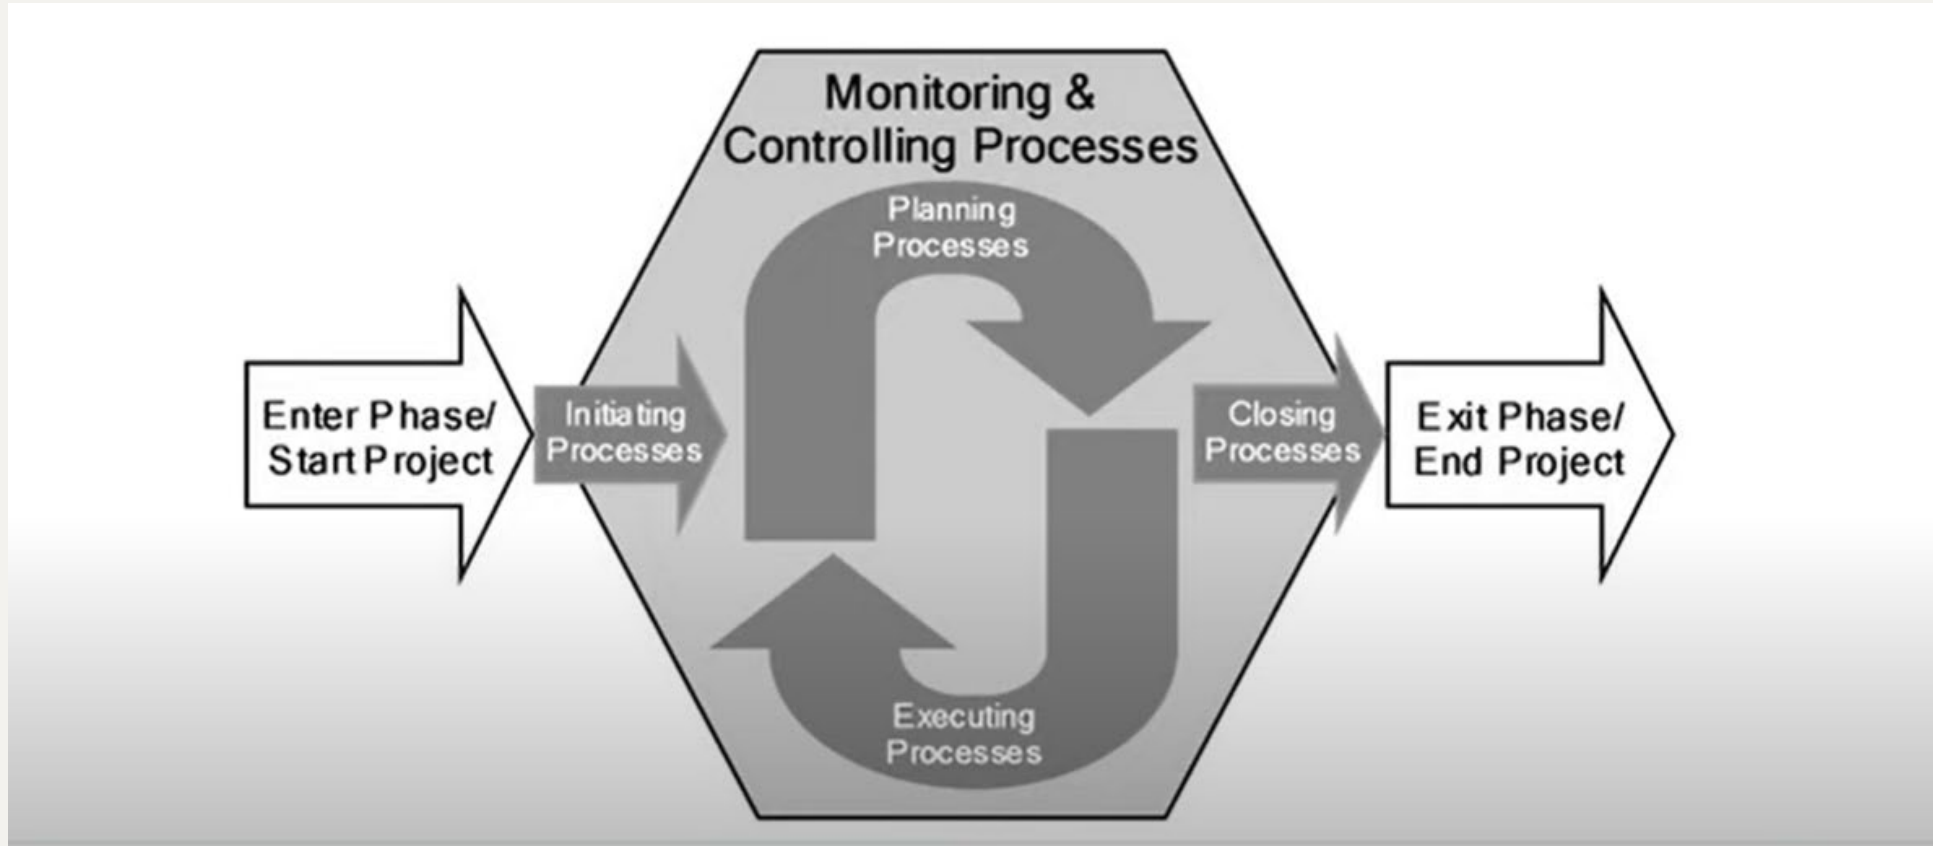 Monitoring &
Controlling Processes
Planning
Processes
Enter Phase/
Start Project
Initiating
Processes
Closing
Processes
Exit Phase/
End Project
Executing
Processes